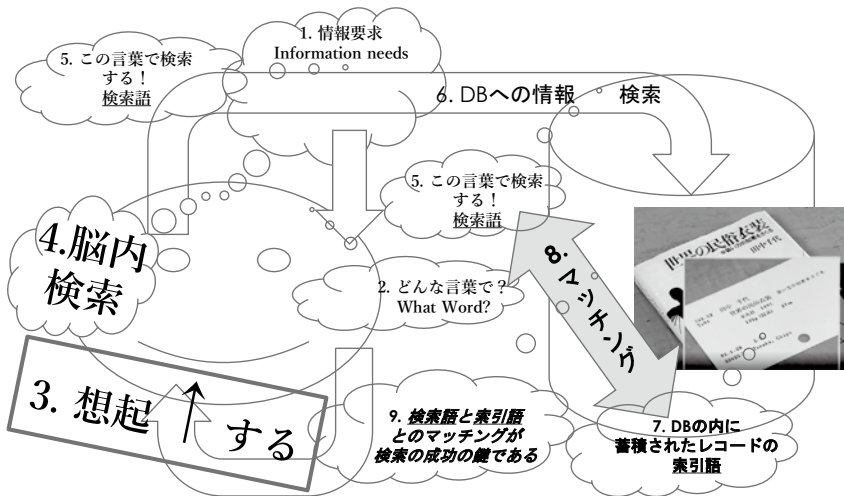 1. 情報要求
Information needs
5. この言葉で検索
する！
検索語
6. DBへの情報 検索
5. この言葉で検索
する！
検索語
4.脳内
検索
8. マッチング
2. どんな言葉で？
What Word?
3. 想起 する
9. 検索語と索引語
とのマッチングが
検索の成功の鍵である
7. DBの内に
蓄積されたレコードの
索引語
世界の民俗衣装
田中千代